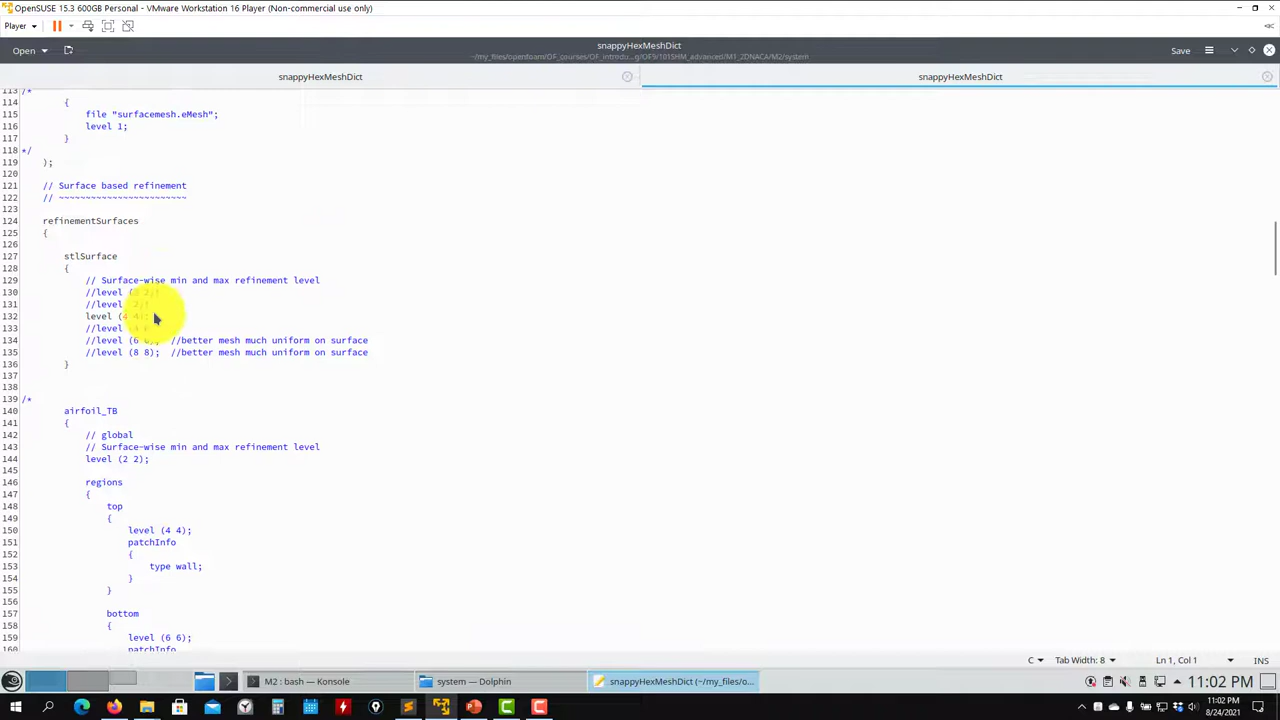 OpenSUSE 15.3 600GB Personal - VMware Workstation 16 Player (Non-commercial use only)
Player
Open
snappyHexMeshDict
Save
snappyHexMeshDict
snappyHexMeshDict
113 /*
114 {
115 file "surfacemesh.eMesh";
116 level 1;
117 }
118 */
119 );
120
121 // Surface based refinement
122 // ~~~~~~~~~~~~~~~~~~~~~~~~
123
124 refinementSurfaces
125 {
126
127 stlSurface
128 {
129 // Surface-wise min and max refinement level
130 //level
131 //level
132 level (4 4);
133 //level
134 //level (6 6); //better mesh much uniform on surface
135 //level (8 8); //better mesh much uniform on surface
136 }
137
138
139 /*
140 airfoil_TB
141 {
142 // global
143 // Surface-wise min and max refinement level
144 level (2 2);
145
146 regions
147 {
148 top
149 {
150 level (4 4);
151 patchInfo
152 {
153 type wall;
154 }
155 }
156
157 bottom
158 {
159 level (6 6);
160 patchInfo
C
Tab Width: 8
Ln 1, Col 1
INS
M2 : bash — Konsole
system — Dolphin
snappyHexMeshDict (~/my_files/o...
11:02 PM
11:02 PM
8/24/2021